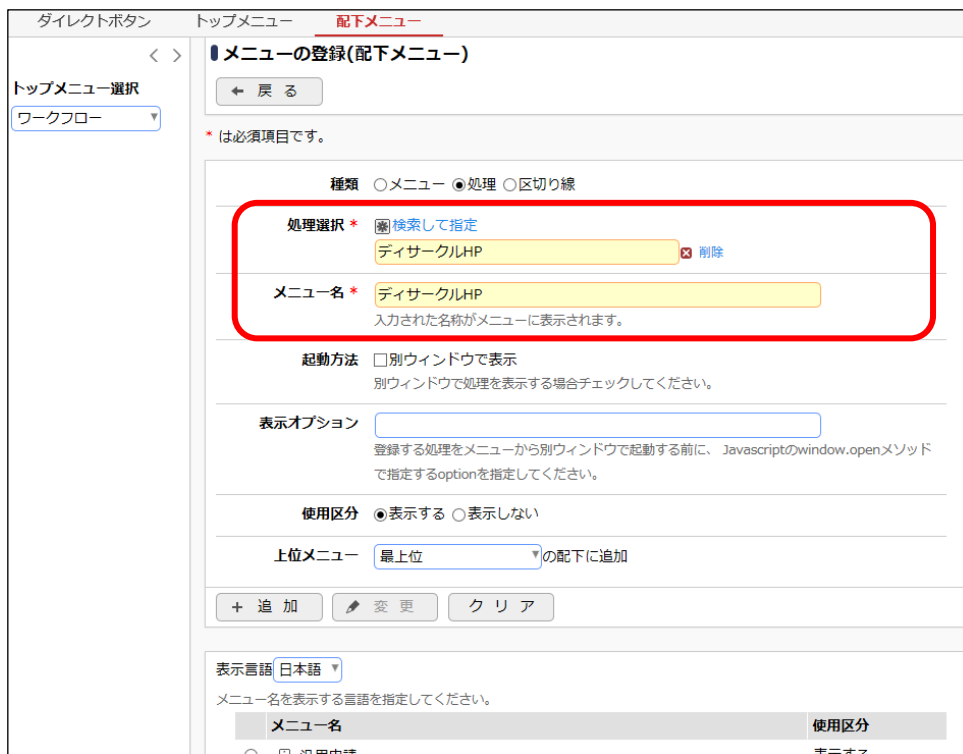 ダイレクトボタン トップメニュー 配下メニュー
トップメニュー選択
ワークフロー
メニューの登録(配下メニュー)
戻 る
* は必須項目です。
種類 メニュー 処理 区切り線
処理選択 * 検索して指定
ディサークルHP 削除
メニュー名 * ディサークルHP
入力された名称がメニューに表示されます。
起動方法 別ウィンドウで表示
別ウィンドウで処理を表示する場合チェックしてください。
表示オプション
登録する処理をメニューから別ウィンドウで起動する前に、 Javascriptのwindow.openメソッド
で指定するoptionを指定してください。
使用区分 表示する 表示しない
上位メニュー 最上位 の配下に追加
+ 追 加 変 更 ク リ ア
表示言語 日本語
メニュー名を表示する言語を指定してください。
メニュー名 使用区分
汎用申請 表示する